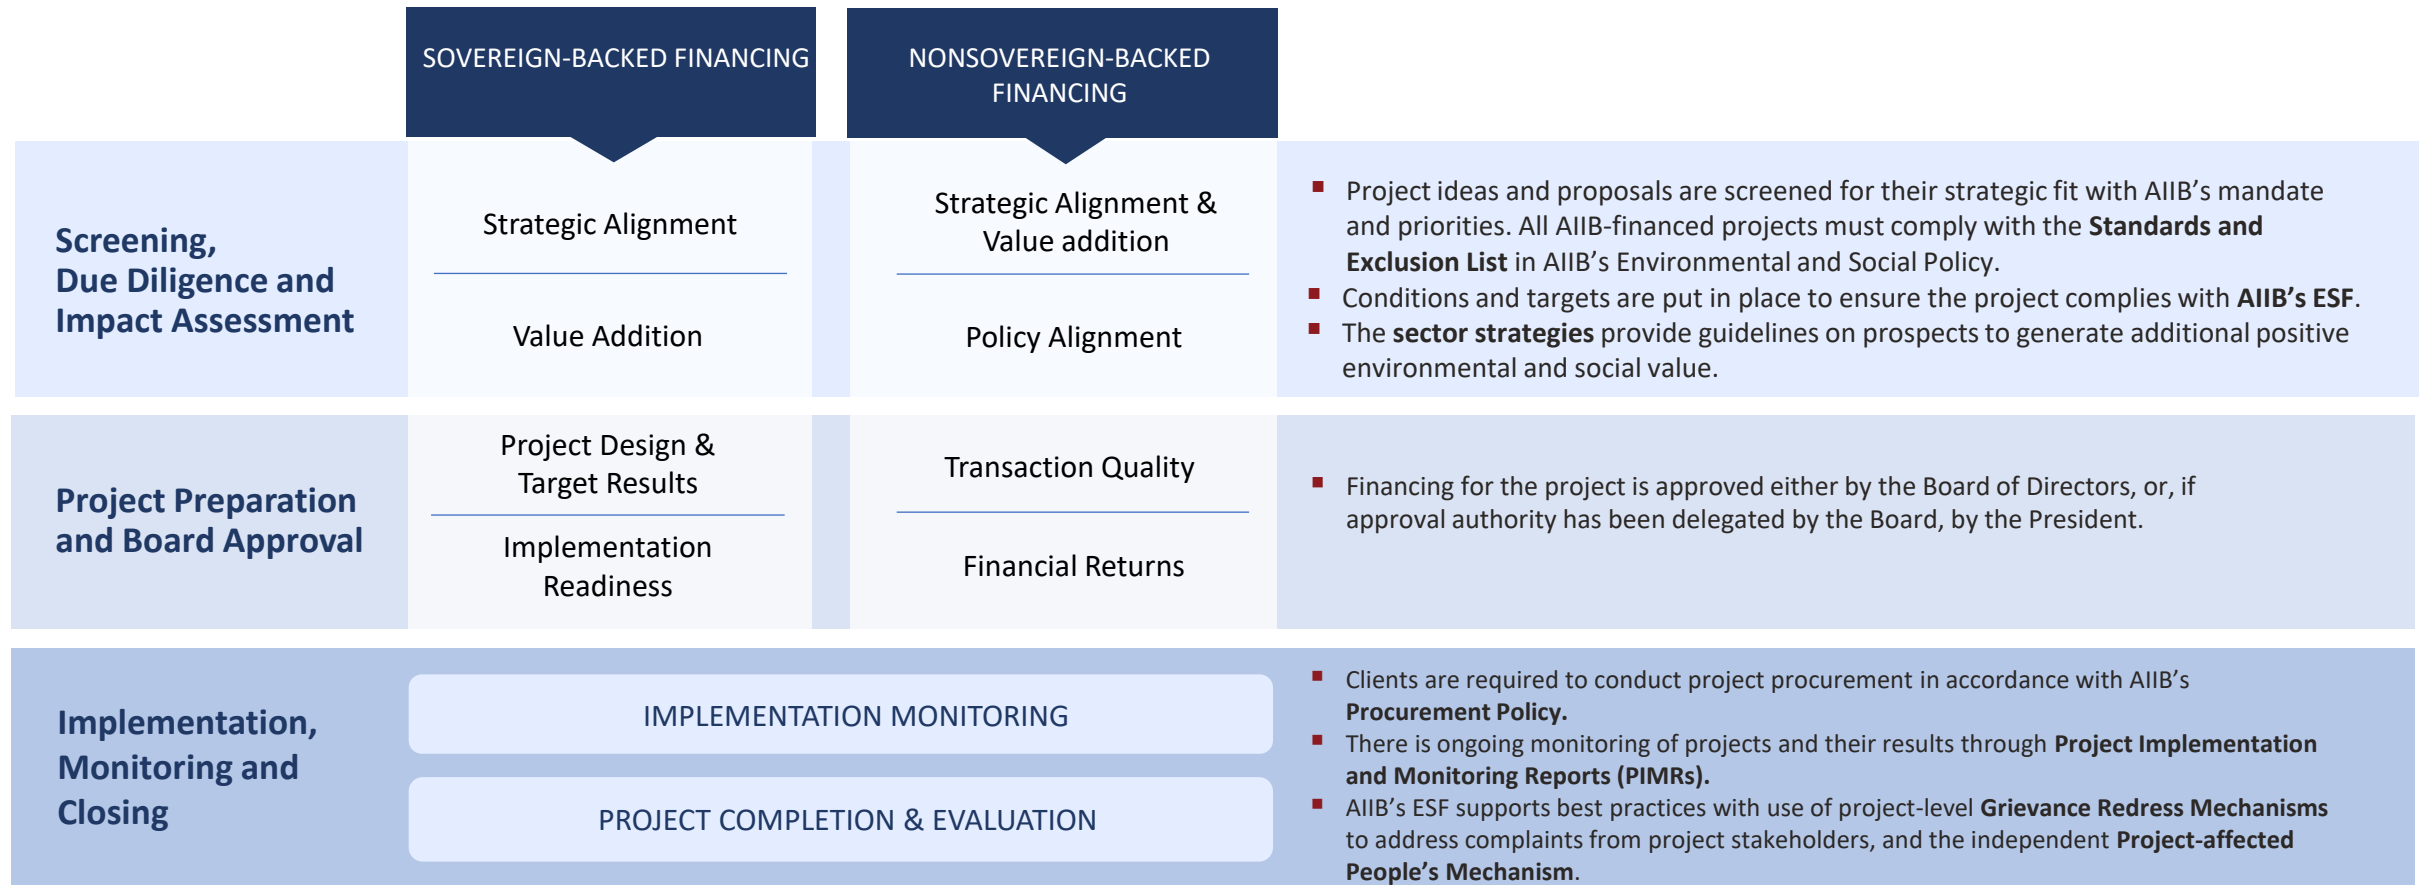 SOVEREIGN-BACKED FINANCING
NONSOVEREIGN-BACKED
FINANCING
Screening,
Due Diligence and
Impact Assessment
Strategic Alignment
Value Addition
Strategic Alignment &
Value addition
Policy Alignment
▪ Project ideas and proposals are screened for their strategic fit with AIIB’s mandate
and priorities. All AIIB-financed projects must comply with the Standards and
Exclusion List in AIIB’s Environmental and Social Policy.
▪ Conditions and targets are put in place to ensure the project complies with AIIB’s ESF.
▪ The sector strategies provide guidelines on prospects to generate additional positive
environmental and social value.
Project Preparation
and Board Approval
Project Design &
Target Results
Implementation
Readiness
Transaction Quality
Financial Returns
▪ Financing for the project is approved either by the Board of Directors, or, if
approval authority has been delegated by the Board, by the President.
Implementation,
Monitoring and
Closing
IMPLEMENTATION MONITORING
PROJECT COMPLETION & EVALUATION
▪ Clients are required to conduct project procurement in accordance with AIIB’s
Procurement Policy.
▪ There is ongoing monitoring of projects and their results through Project Implementation
and Monitoring Reports (PIMRs).
▪ AIIB’s ESF supports best practices with use of project-level Grievance Redress Mechanisms
to address complaints from project stakeholders, and the independent Project-affected
People’s Mechanism.